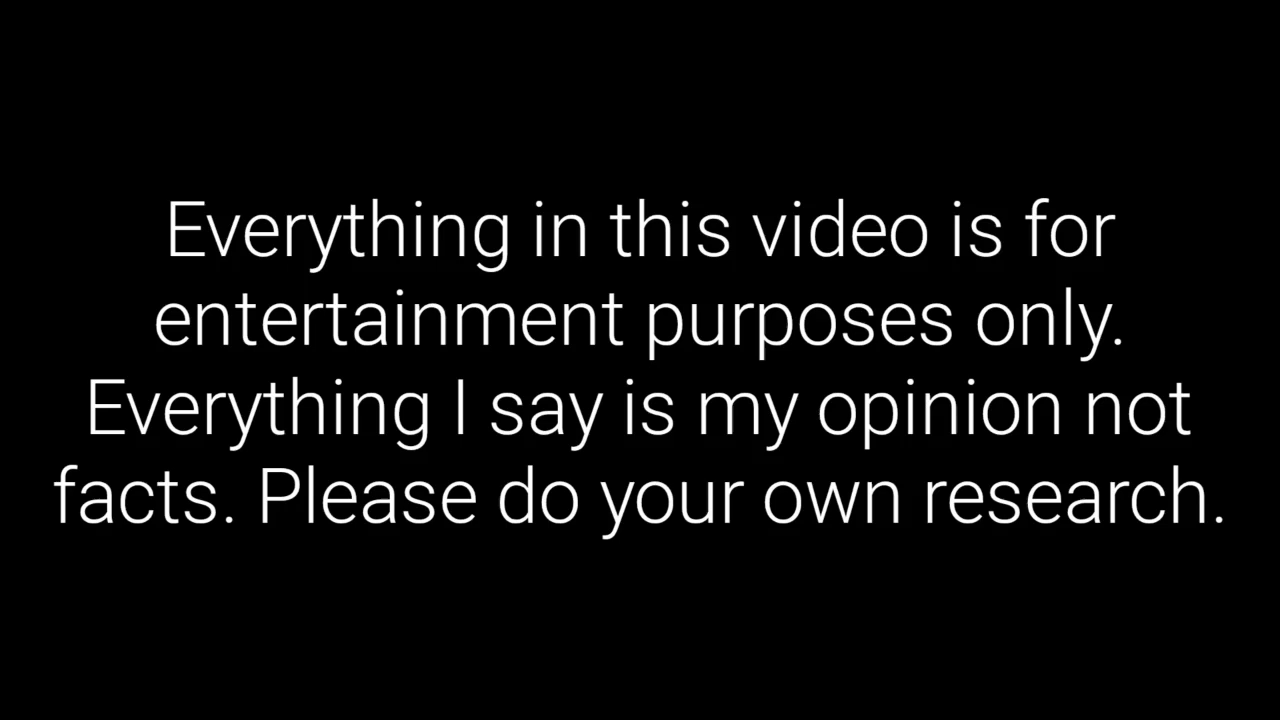 Everything in this video is for
entertainment purposes only.
Everything I say is my opinion not
facts. Please do your own research.